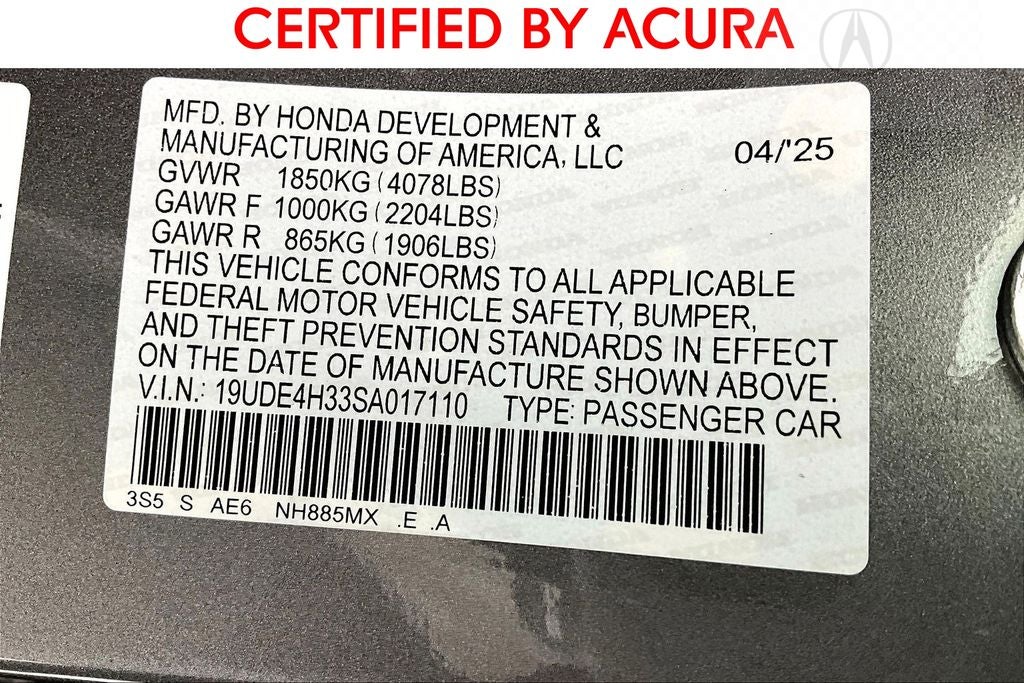 CERTIFIED BY ACURA
MFD. BY HONDA DEVELOPMENT &
MANUFACTURING OF AMERICA, LLC 04/'25
GVWR 1850KG (4078LBS)
GAWR F 1000KG (2204LBS)
GAWR R 865KG (1906LBS)
THIS VEHICLE CONFORMS TO ALL APPLICABLE
FEDERAL MOTOR VEHICLE SAFETY, BUMPER,
AND THEFT PREVENTION STANDARDS IN EFFECT
ON THE DATE OF MANUFACTURE SHOWN ABOVE.
V.I.N.: 19UDE4H33SA017110 TYPE: PASSENGER CAR
3S5 S AE6 NH885MX .E .A